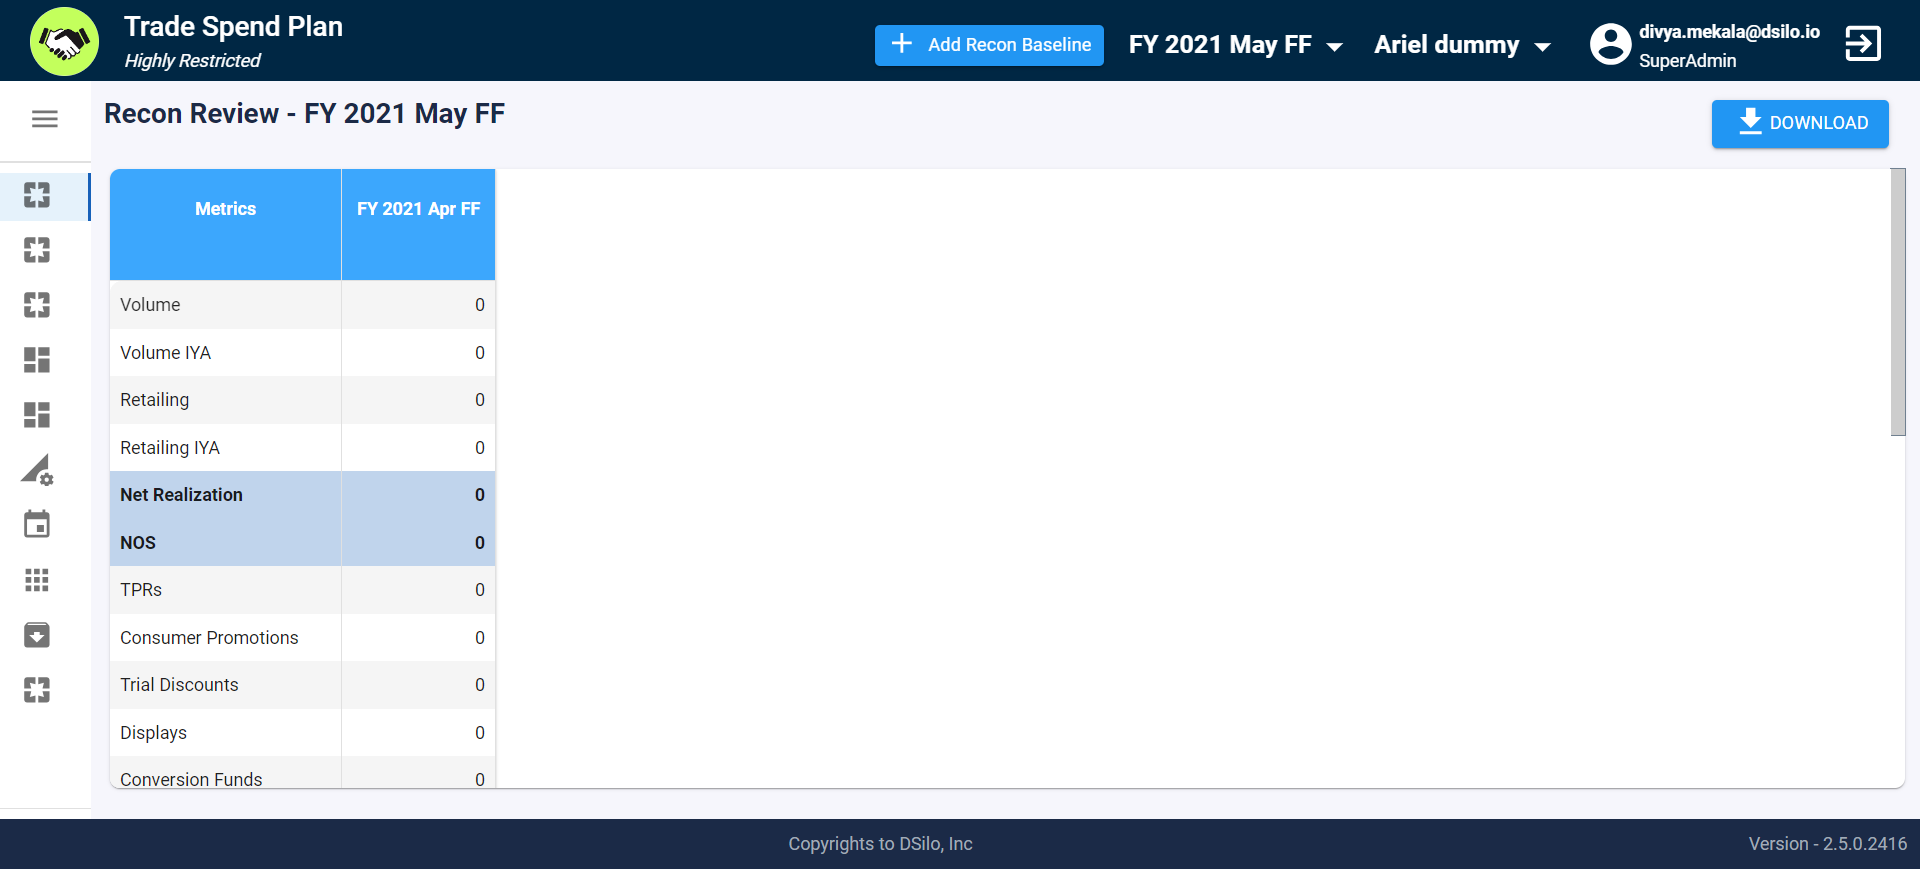 Trade Spend Plan
Highly Restricted
Add Recon Baseline
FY 2021 May FF
Ariel dummy
divya.mekala@dsilo.io
SuperAdmin
Recon Review - FY 2021 May FF
DOWNLOAD
Metrics FY 2021 Apr FF
Volume 0
Volume IYA 0
Retailing 0
Retailing IYA 0
Net Realization 0
NOS 0
TPRs 0
Consumer Promotions 0
Trial Discounts 0
Displays 0
Conversion Funds 0
Copyrights to DSilo, Inc
Version - 2.5.0.2416